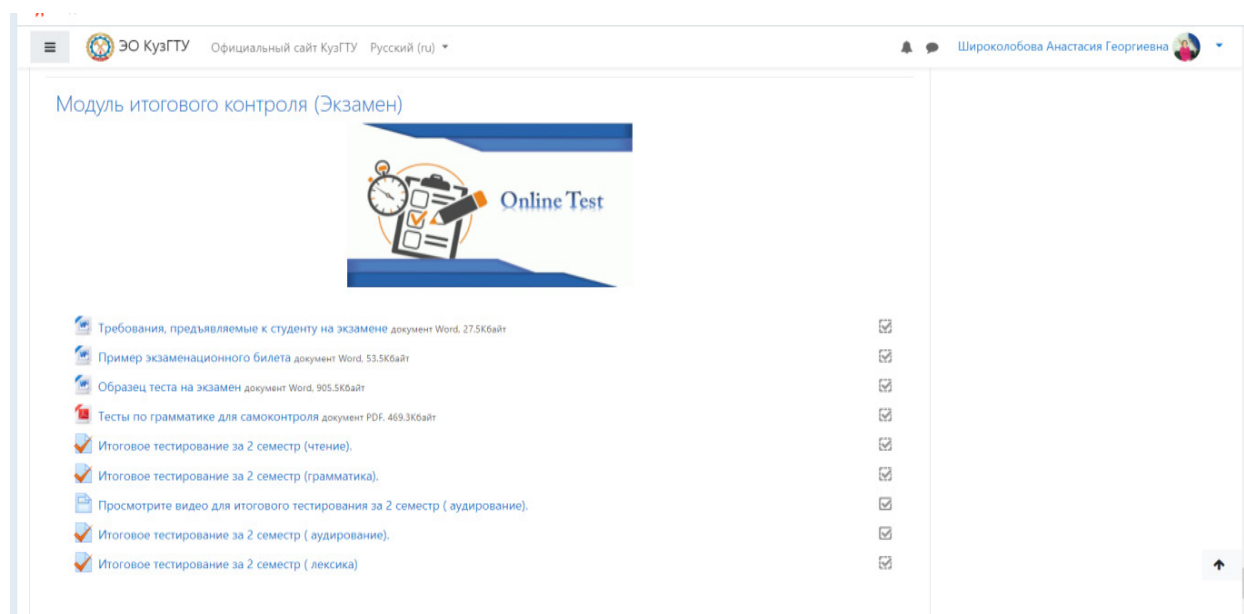 ЭО КузГТУ Официальный сайт КузГТУ Русский (ru) Широколобова Анастасия Георгиевна
Модуль итогового контроля (Экзамен)
Online Test
Требования, предъявляемые к студенту на экзамене документ Word, 27.5Кбайт
Пример экзаменационного билета документ Word, 53.5Кбайт
Образец теста на экзамен документ Word, 905.5Кбайт
Тесты по грамматике для самоконтроля документ PDF, 469.3Кбайт
Итоговое тестирование за 2 семестр (чтение).
Итоговое тестирование за 2 семестр (грамматика).
Просмотрите видео для итогового тестирования за 2 семестр ( аудирование).
Итоговое тестирование за 2 семестр ( аудирование).
Итоговое тестирование за 2 семестр ( лексика)